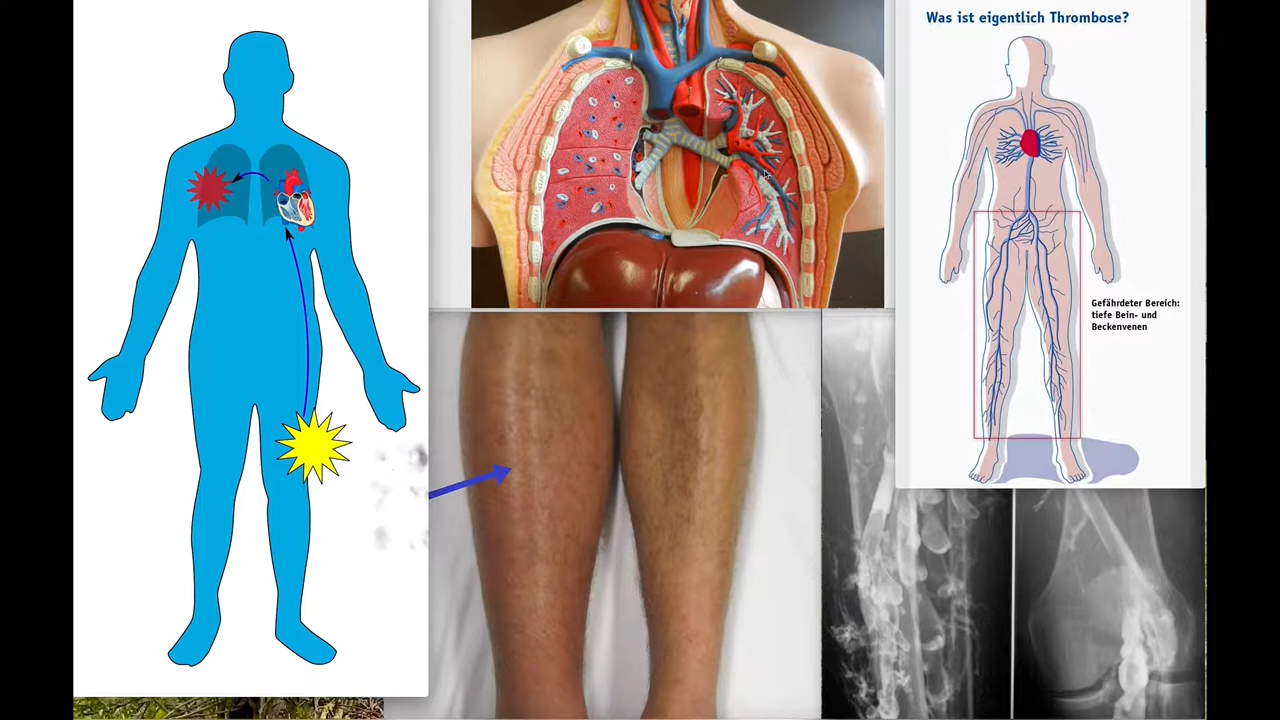 Was ist eigentlich Thrombose?
Gefährdeter Bereich:
tiefe Bein- und
Beckenvenen